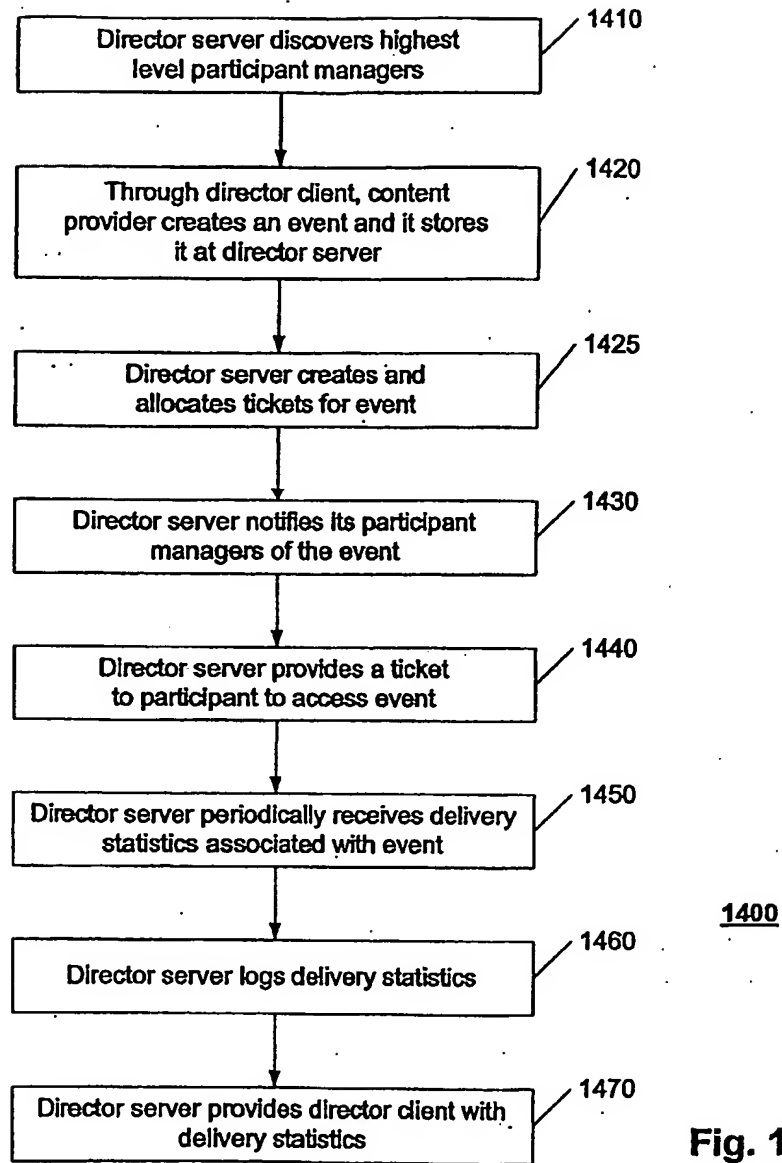 1410
Director server discovers highest
level participant managers
1420
Through director client, content
provider creates an event and it stores
it at director server
1425
Director server creates and
allocates tickets for event
1430
Director server notifies its participant
managers of the event
1440
Director server provides a ticket
to participant to access event
1450
Director server periodically receives delivery
statistics associated with event
1400
1460
Director server logs delivery statistics
1470
Director server provides director client with
delivery statistics
Fig. 1